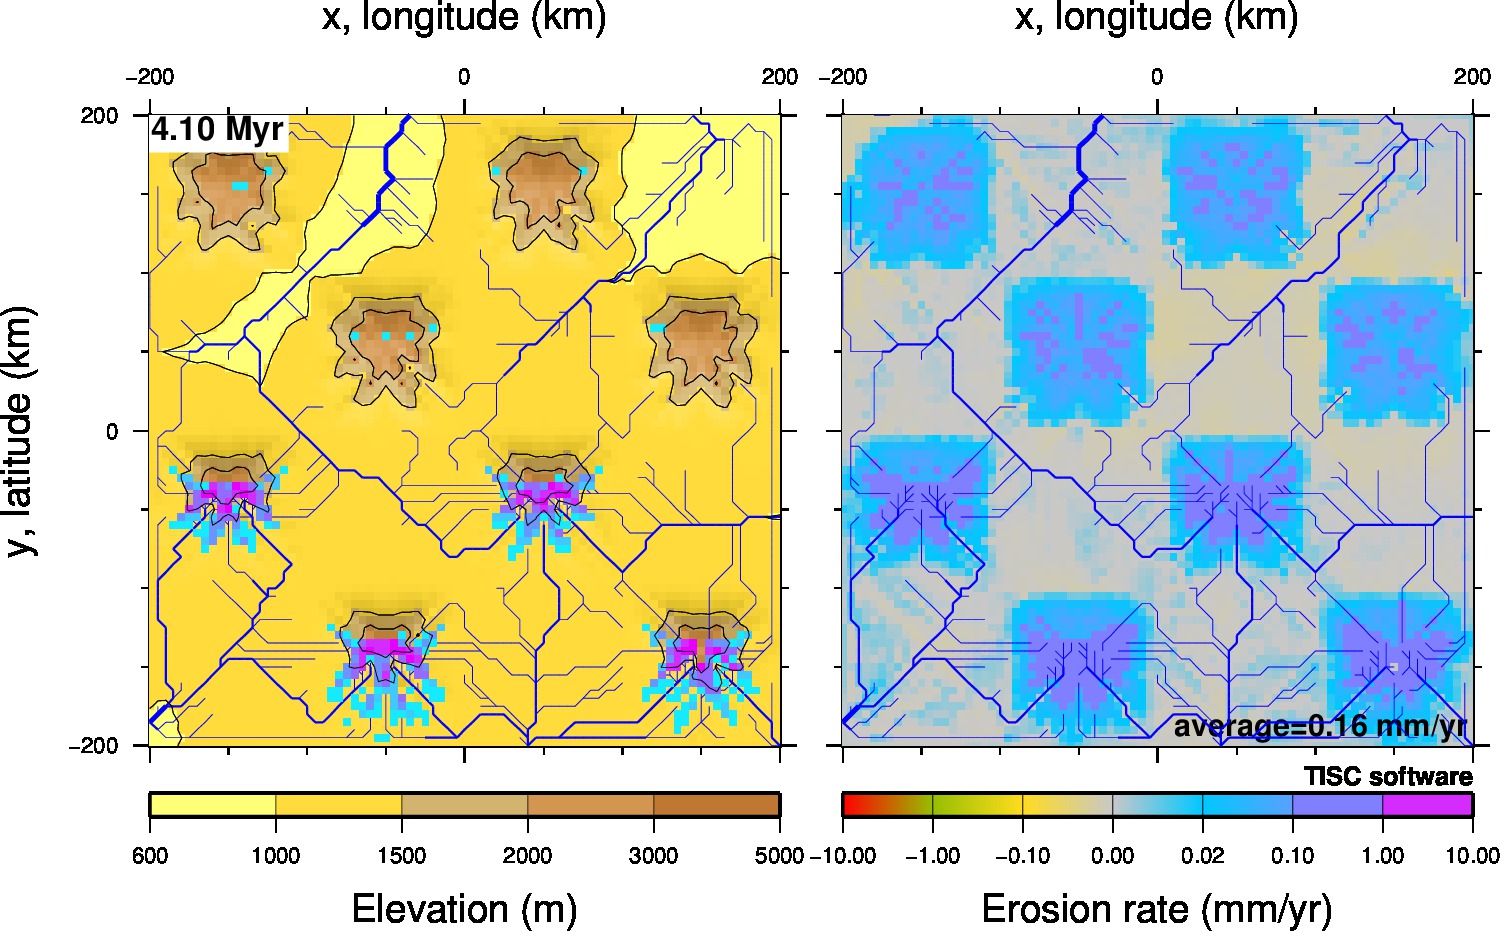 x, longitude (km)
x, longitude (km)
−200 0 200
−200 0 200
200
4.10 Myr
y, latitude (km)
0
−200
average=0.16 mm/yr
TISC software
600 1000 1500 2000 3000 5000
−10.00 −1.00 −0.10 0.00 0.02 0.10 1.00 10.00
Elevation (m)
Erosion rate (mm/yr)